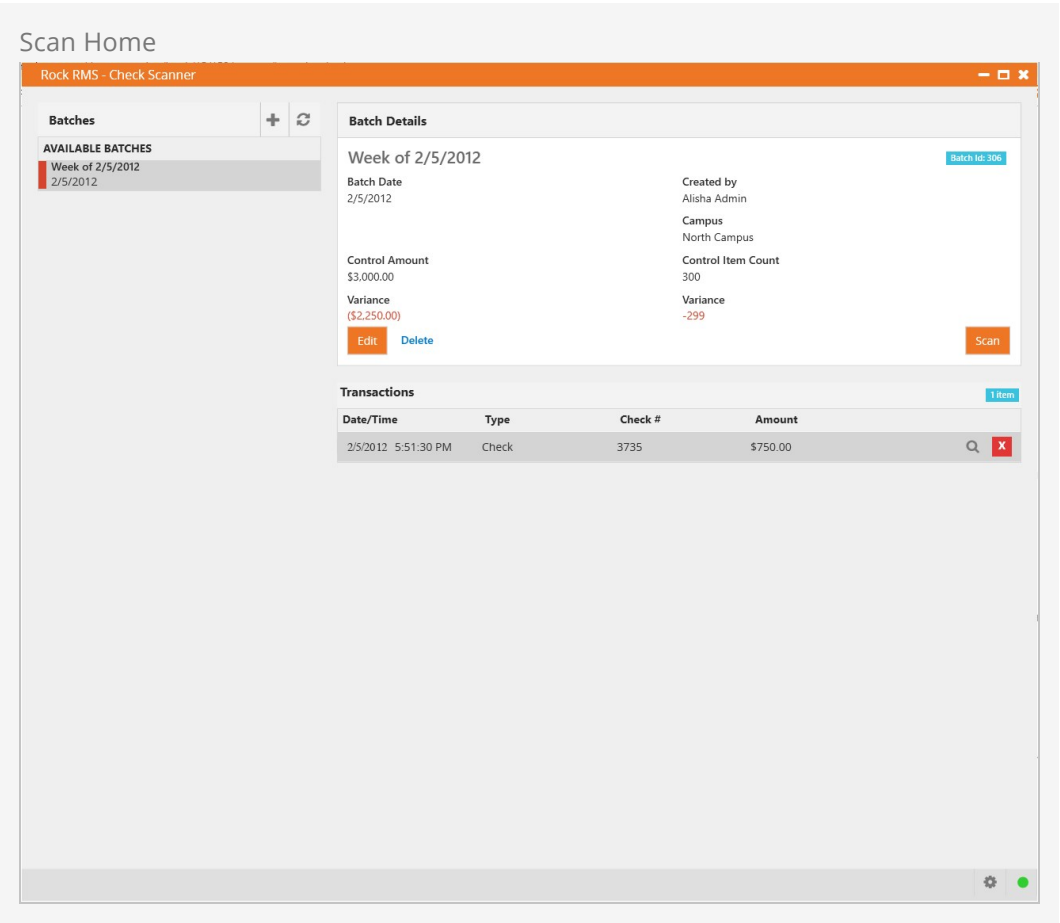 Scan Home
Rock RMS - Check Scanner
Batches
AVAILABLE BATCHES
Week of 2/5/2012
2/5/2012
Batch Details
Week of 2/5/2012
Batch Id: 306
Batch Date
2/5/2012
Created by
Alisha Admin
Campus
North Campus
Control Amount
$3,000.00
Control Item Count
300
Variance
($2,250.00)
Variance
-299
Edit Delete Scan
Transactions 1 item
Date/Time Type Check # Amount
2/5/2012 5:51:30 PM Check 3735 $750.00 X